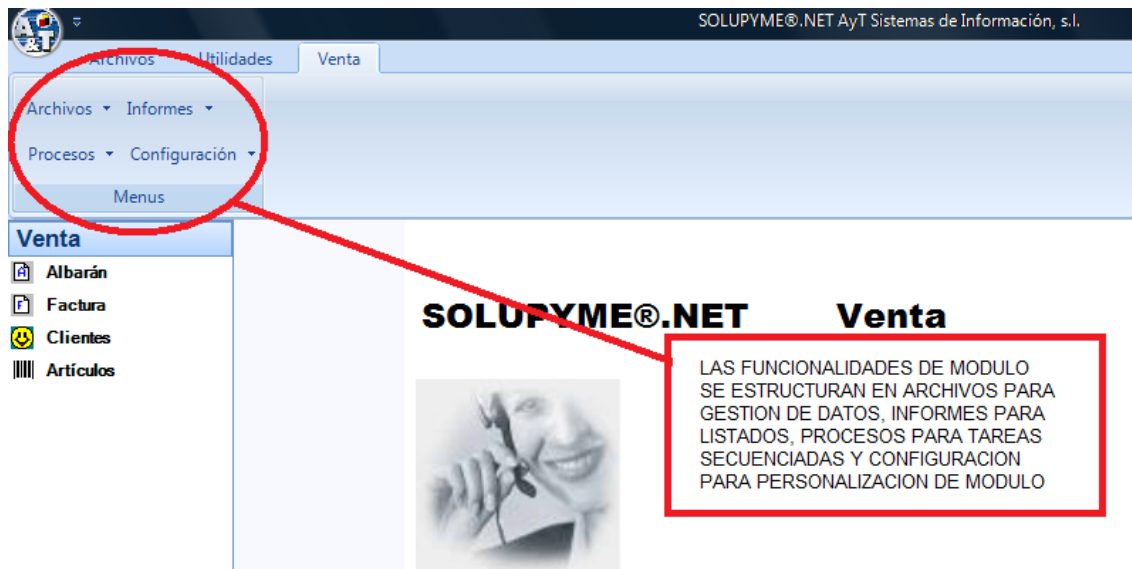 A&T
SOLUPYME®.NET AyT Sistemas de Información, s.l.
Archivos Utilidades Venta
Archivos Informes
Procesos Configuración
Menus
Venta
Albarán
Factura
Clientes
Artículos
SOLUPYME®.NET Venta
LAS FUNCIONALIDADES DE MODULO
SE ESTRUCTURAN EN ARCHIVOS PARA
GESTION DE DATOS, INFORMES PARA
LISTADOS, PROCESOS PARA TAREAS
SECUENCIADAS Y CONFIGURACION
PARA PERSONALIZACION DE MODULO